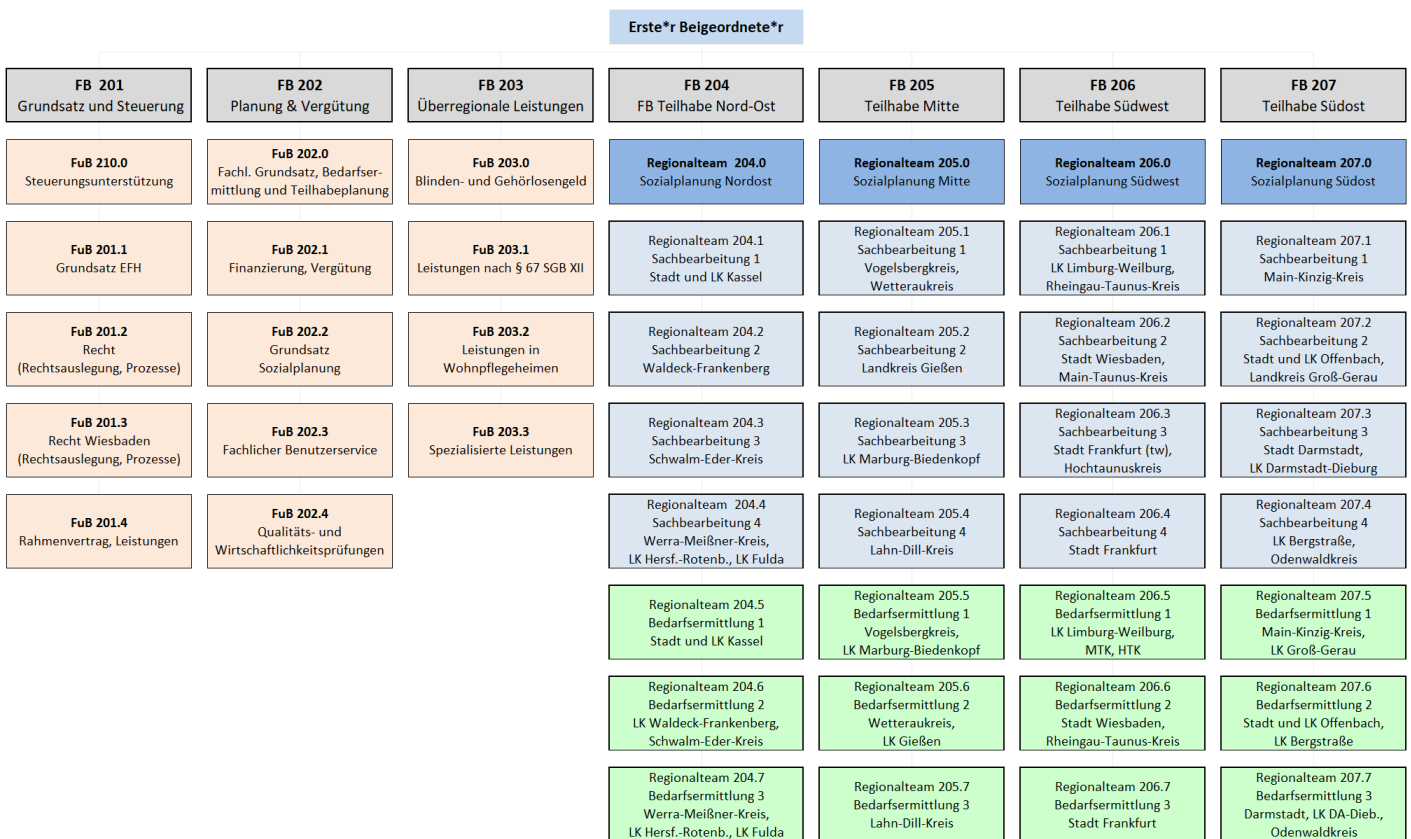 Erste*r Beigeordnete*r
FB 201
Grundsatz und Steuerung
FB 202
Planung & Vergütung
FB 203
Überregionale Leistungen
FB 204
FB Teilhabe Nord-Ost
FB 205
Teilhabe Mitte
FB 206
Teilhabe Südwest
FB 207
Teilhabe Südost
FuB 210.0
Steuerungsunterstützung
FuB 202.0
Fachl. Grundsatz, Bedarfser-
mittlung und Teilhabeplanung
FuB 203.0
Blinden- und Gehörlosengeld
Regionalteam 204.0
Sozialplanung Nordost
Regionalteam 205.0
Sozialplanung Mitte
Regionalteam 206.0
Sozialplanung Südwest
Regionalteam 207.0
Sozialplanung Südost
FuB 201.1
Grundsatz EFH
FuB 202.1
Finanzierung, Vergütung
FuB 203.1
Leistungen nach § 67 SGB XII
Regionalteam 204.1
Sachbearbeitung 1
Stadt und LK Kassel
Regionalteam 205.1
Sachbearbeitung 1
Vogelsbergkreis,
Wetteraukreis
Regionalteam 206.1
Sachbearbeitung 1
LK Limburg-Weilburg,
Rheingau-Taunus-Kreis
Regionalteam 207.1
Sachbearbeitung 1
Main-Kinzig-Kreis
FuB 201.2
Recht
(Rechtsauslegung, Prozesse)
FuB 202.2
Grundsatz
Sozialplanung
FuB 203.2
Leistungen in
Wohnpflegeheimen
Regionalteam 204.2
Sachbearbeitung 2
Waldeck-Frankenberg
Regionalteam 205.2
Sachbearbeitung 2
Landkreis Gießen
Regionalteam 206.2
Sachbearbeitung 2
Stadt Wiesbaden,
Main-Taunus-Kreis
Regionalteam 207.2
Sachbearbeitung 2
Stadt und LK Offenbach,
Landkreis Groß-Gerau
FuB 201.3
Recht Wiesbaden
(Rechtsauslegung, Prozesse)
FuB 202.3
Fachlicher Benutzerservice
FuB 203.3
Spezialisierte Leistungen
Regionalteam 204.3
Sachbearbeitung 3
Schwalm-Eder-Kreis
Regionalteam 205.3
Sachbearbeitung 3
LK Marburg-Biedenkopf
Regionalteam 206.3
Sachbearbeitung 3
Stadt Frankfurt (tw),
Hochtaunuskreis
Regionalteam 207.3
Sachbearbeitung 3
Stadt Darmstadt,
LK Darmstadt-Dieburg
FuB 201.4
Rahmenvertrag, Leistungen
FuB 202.4
Qualitäts- und
Wirtschaftlichkeitsprüfungen
Regionalteam 204.4
Sachbearbeitung 4
Werra-Meißner-Kreis,
LK Hersf.-Rotenb., LK Fulda
Regionalteam 205.4
Sachbearbeitung 4
Lahn-Dill-Kreis
Regionalteam 206.4
Sachbearbeitung 4
Stadt Frankfurt
Regionalteam 207.4
Sachbearbeitung 4
LK Bergstraße,
Odenwaldkreis
Regionalteam 204.5
Bedarfsermittlung 1
Stadt und LK Kassel
Regionalteam 205.5
Bedarfsermittlung 1
Vogelsbergkreis,
LK Marburg-Biedenkopf
Regionalteam 206.5
Bedarfsermittlung 1
LK Limburg-Weilburg,
MTK, HTK
Regionalteam 207.5
Bedarfsermittlung 1
Main-Kinzig-Kreis,
LK Groß-Gerau
Regionalteam 204.6
Bedarfsermittlung 2
LK Waldeck-Frankenberg,
Schwalm-Eder-Kreis
Regionalteam 205.6
Bedarfsermittlung 2
Wetteraukreis,
LK Gießen
Regionalteam 206.6
Bedarfsermittlung 2
Stadt Wiesbaden,
Rheingau-Taunus-Kreis
Regionalteam 207.6
Bedarfsermittlung 2
Stadt und LK Offenbach,
LK Bergstraße
Regionalteam 204.7
Bedarfsermittlung 3
Werra-Meißner-Kreis,
LK Hersf.-Rotenb., LK Fulda
Regionalteam 205.7
Bedarfsermittlung 3
Lahn-Dill-Kreis
Regionalteam 206.7
Bedarfsermittlung 3
Stadt Frankfurt
Regionalteam 207.7
Bedarfsermittlung 3
Darmstadt, LK DA-Dieb.,
Odenwaldkreis